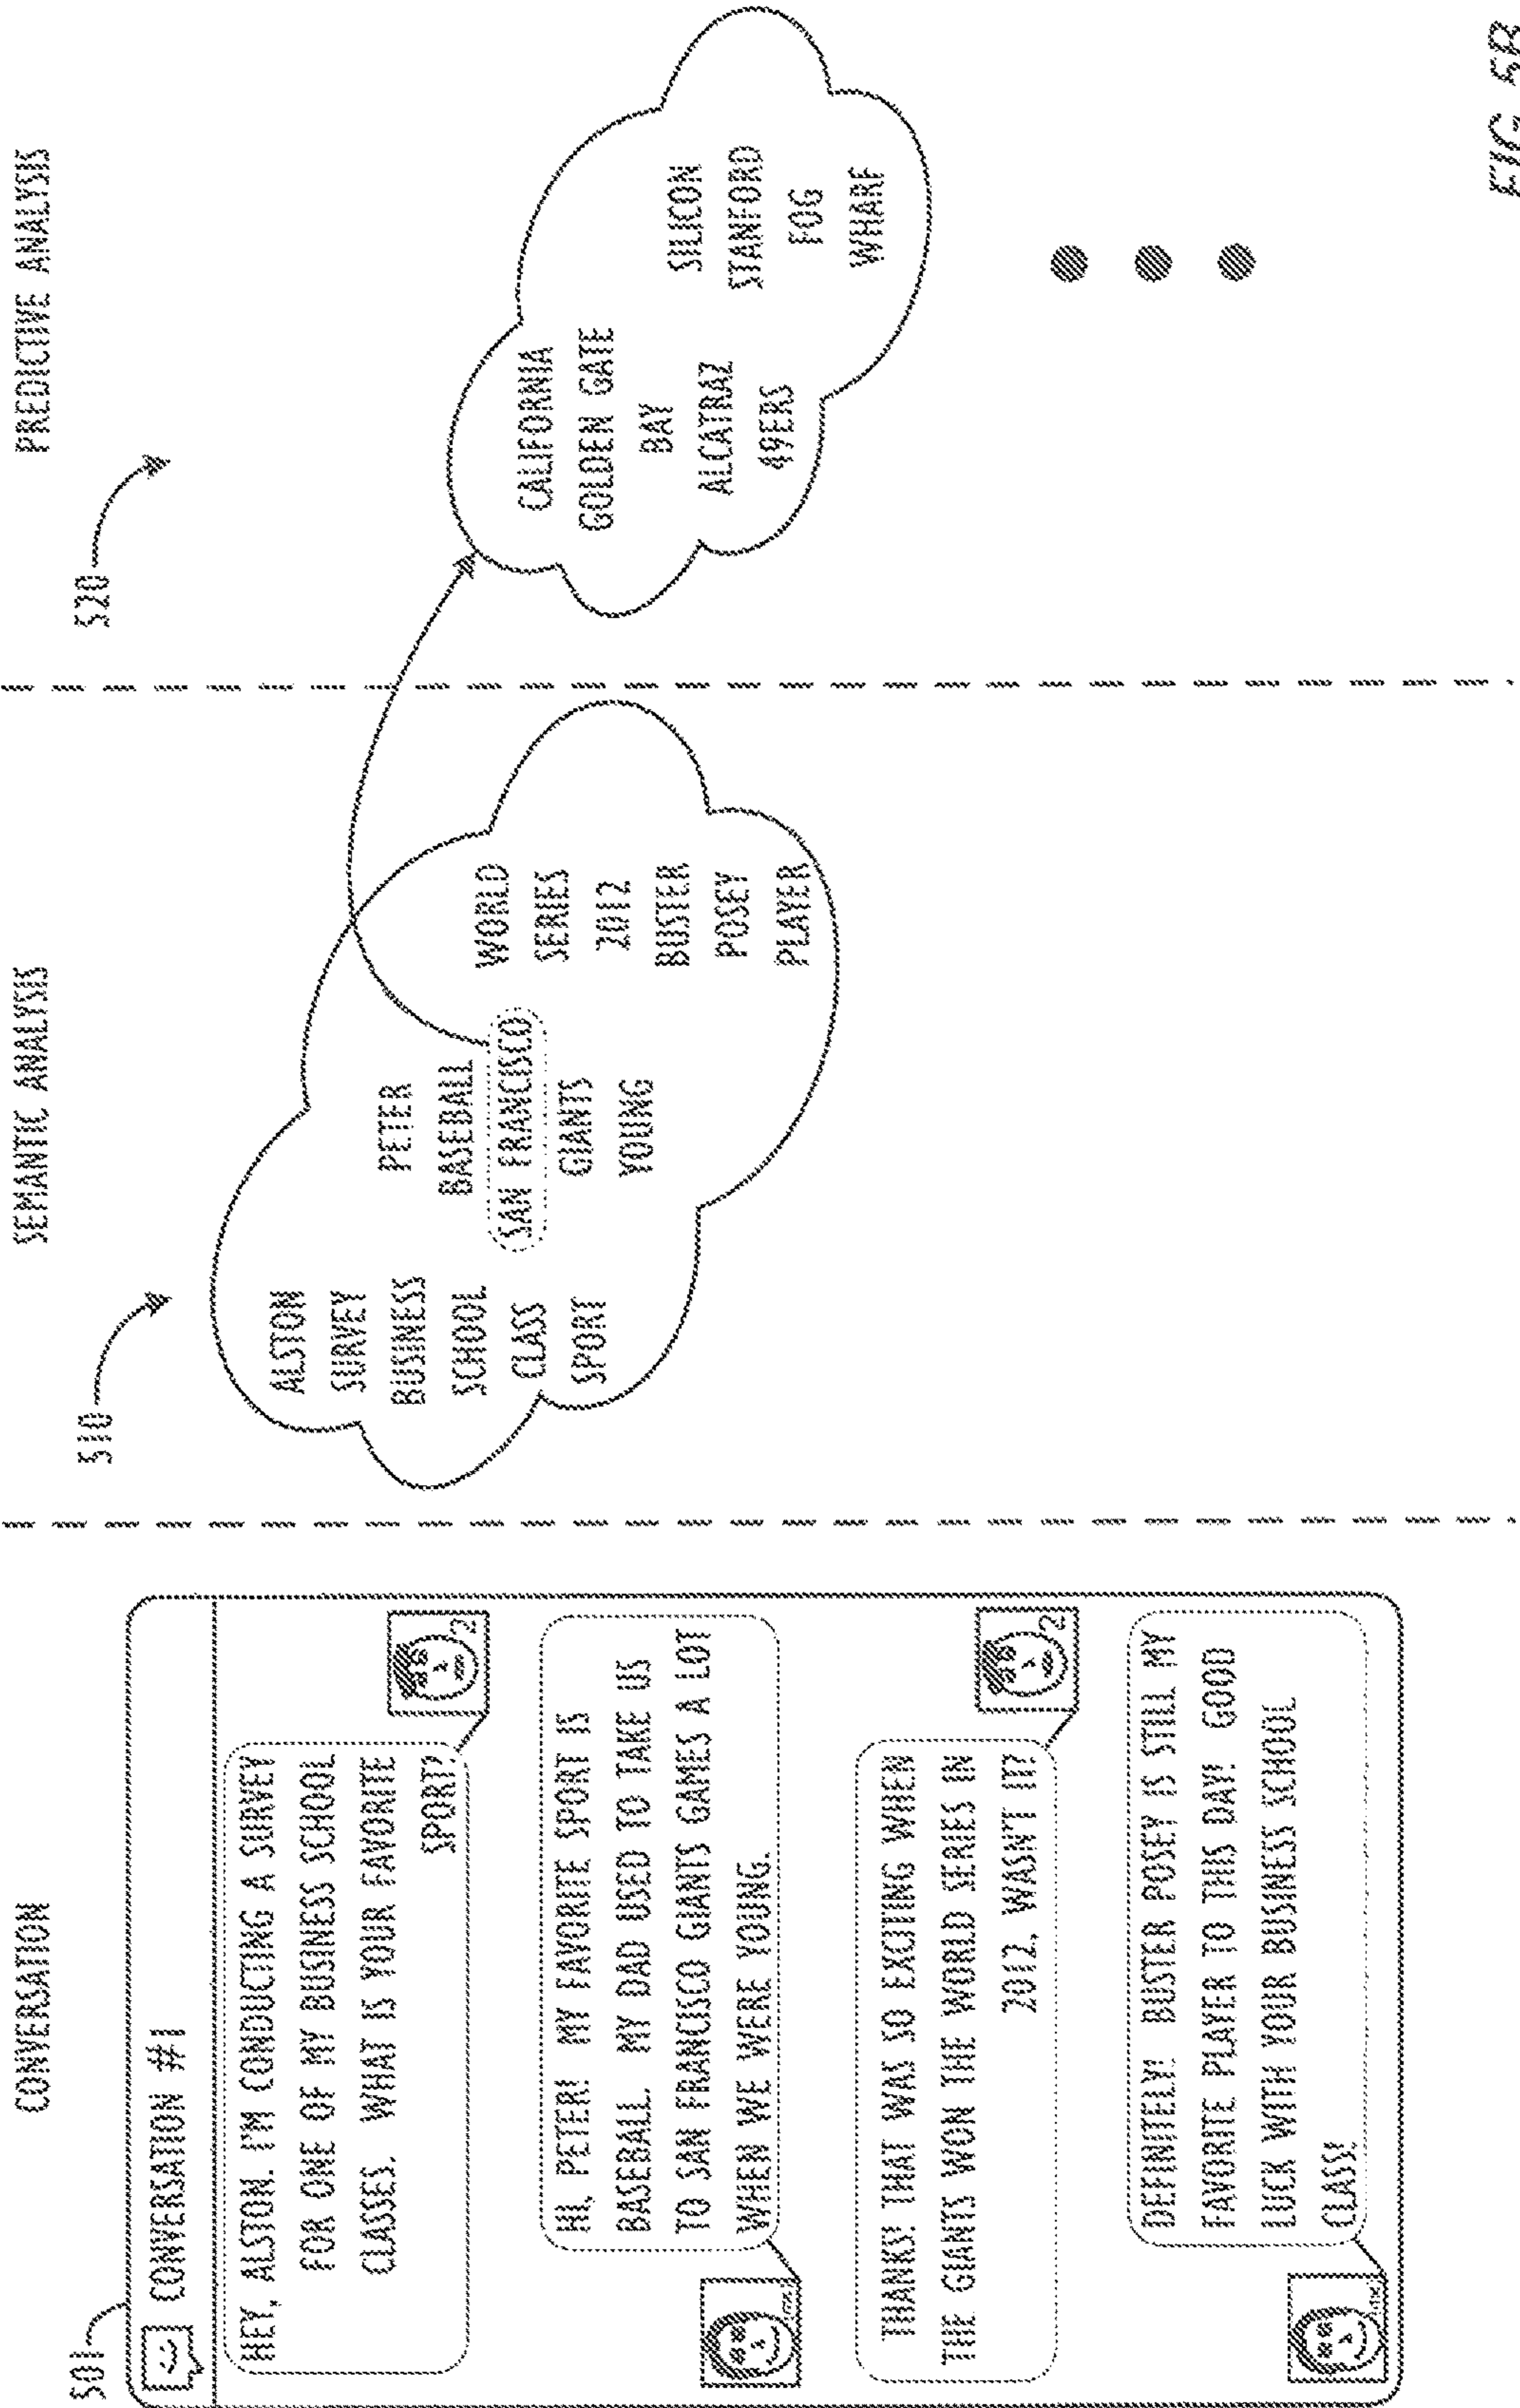 CONVERSATION
501
CONVERSATION #1
HEY, ALSTON. I'M CONDUCTING A SURVEY
FOR ONE OF MY BUSINESS SCHOOL
CLASSES. WHAT IS YOUR FAVORITE
SPORT?
HI, PETER! MY FAVORITE SPORT IS
BASEBALL. MY DAD USED TO TAKE US
TO SAN FRANCISCO GIANTS GAMES A LOT
WHEN WE WERE YOUNG.
THANKS! THAT WAS SO EXCITING WHEN
THE GIANTS WON THE WORLD SERIES IN
2012, WASN'T IT?
DEFINITELY! BUSTER POSEY IS STILL MY
FAVORITE PLAYER TO THIS DAY! GOOD
LUCK WITH YOUR BUSINESS SCHOOL
CLASS!
SEMANTIC ANALYSIS
510
ALSTON
SURVEY
BUSINESS
SCHOOL
CLASS
SPORT
PETER
BASEBALL
SAN FRANCISCO
GIANTS
YOUNG
WORLD
SERIES
2012
BUSTER
POSEY
PLAYER
PREDICTIVE ANALYSIS
520
CALIFORNIA
GOLDEN GATE
BAY
ALCATRAZ
49ERS
SILICON
STANFORD
FOG
WHARF
FIG. 5B